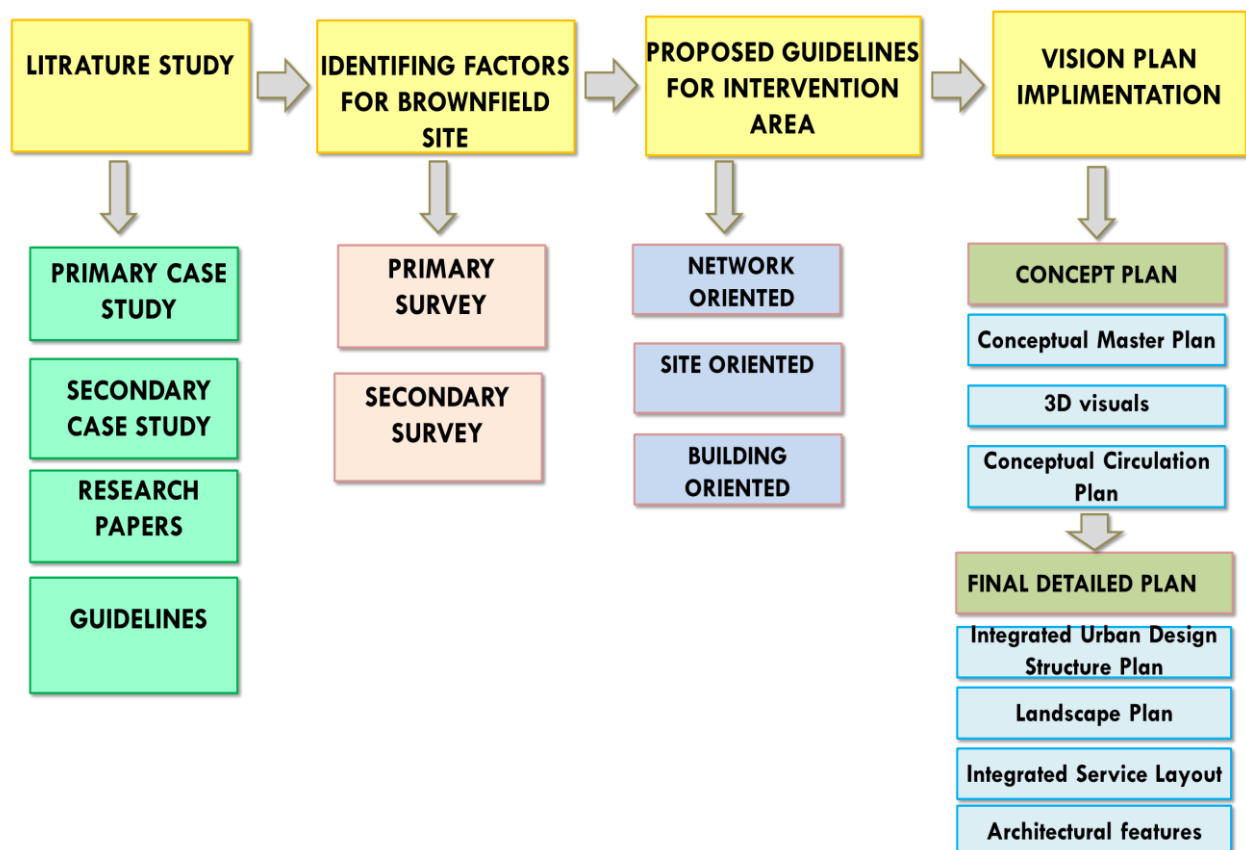 LITRATURE STUDY
IDENTIFING FACTORS
FOR BROWNFIELD
SITE
PROPOSED GUIDELINES
FOR INTERVENTION
AREA
VISION PLAN
IMPLIMENTATION
PRIMARY CASE
STUDY
SECONDARY
CASE STUDY
RESEARCH
PAPERS
GUIDELINES
PRIMARY
SURVEY
SECONDARY
SURVEY
NETWORK
ORIENTED
SITE ORIENTED
BUILDING
ORIENTED
CONCEPT PLAN
Conceptual Master Plan
3D visuals
Conceptual Circulation
Plan
FINAL DETAILED PLAN
Integrated Urban Design
Structure Plan
Landscape Plan
Integrated Service Layout
Architectural features